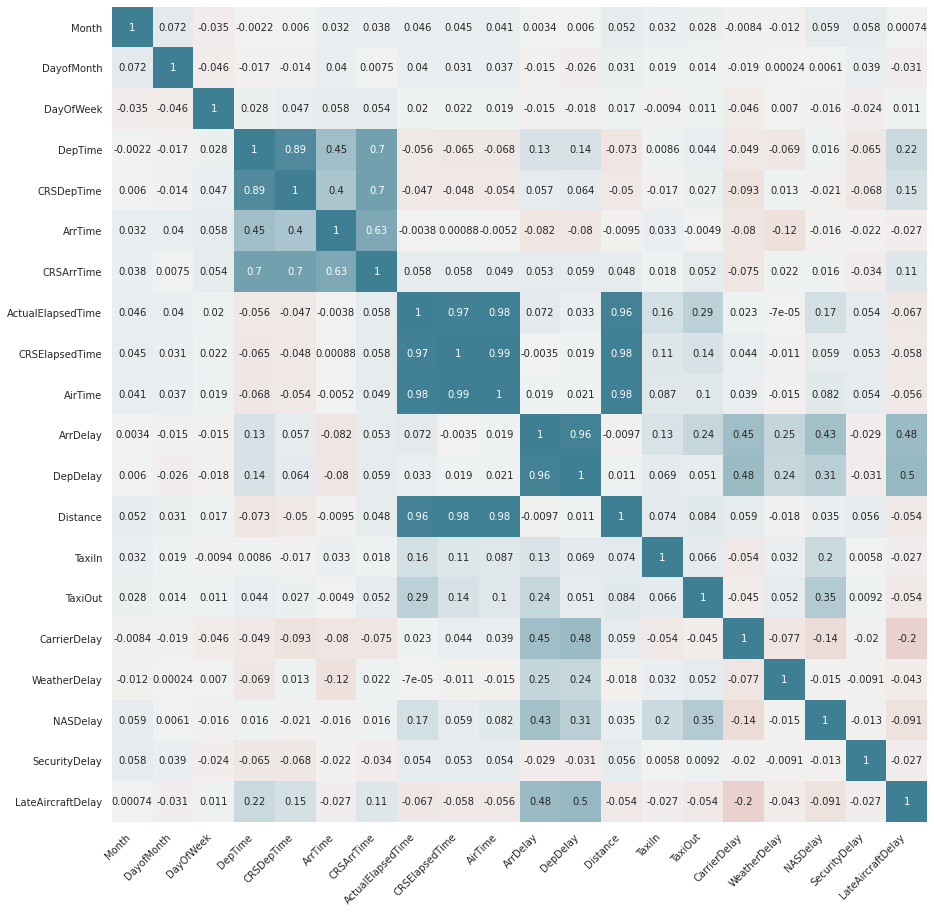 Month 1 0.072 -0.035 -0.0022 0.006 0.032 0.038 0.046 0.045 0.041 0.0034 0.006 0.052 0.032 0.028 -0.0084 -0.012 0.059 0.058 0.00074
DayofMonth 0.072 1 -0.046 -0.017 -0.014 0.04 0.0075 0.04 0.031 0.037 -0.015 -0.026 0.031 0.019 0.014 -0.019 0.00024 0.0061 0.039 -0.031
DayOfWeek -0.035 -0.046 1 0.028 0.047 0.058 0.054 0.02 0.022 0.019 -0.015 -0.018 0.017 -0.0094 0.011 -0.046 0.007 -0.016 -0.024 0.011
DepTime -0.0022 -0.017 0.028 1 0.89 0.45 0.7 -0.056 -0.065 -0.068 0.13 0.14 -0.073 0.0086 0.044 -0.049 -0.069 0.016 -0.065 0.22
CRSDepTime 0.006 -0.014 0.047 0.89 1 0.4 0.7 -0.047 -0.048 -0.054 0.057 0.064 -0.05 -0.017 0.027 -0.093 0.013 -0.021 -0.068 0.15
ArrTime 0.032 0.04 0.058 0.45 0.4 1 0.63 -0.0038 0.00088 -0.0052 -0.082 -0.08 -0.0095 0.033 -0.0049 -0.08 -0.12 -0.016 -0.022 -0.027
CRSArrTime 0.038 0.0075 0.054 0.7 0.7 0.63 1 0.058 0.058 0.049 0.053 0.059 0.048 0.018 0.052 -0.075 0.022 0.016 -0.034 0.11
ActualElapsedTime 0.046 0.04 0.02 -0.056 -0.047 -0.0038 0.058 1 0.97 0.98 0.072 0.033 0.96 0.16 0.29 0.023 -7e-05 0.17 0.054 -0.067
CRSElapsedTime 0.045 0.031 0.022 -0.065 -0.048 0.00088 0.058 0.97 1 0.99 -0.0035 0.019 0.98 0.11 0.14 0.044 -0.011 0.059 0.053 -0.058
AirTime 0.041 0.037 0.019 -0.068 -0.054 -0.0052 0.049 0.98 0.99 1 0.019 0.021 0.98 0.087 0.1 0.039 -0.015 0.082 0.054 -0.056
ArrDelay 0.0034 -0.015 -0.015 0.13 0.057 -0.082 0.053 0.072 -0.0035 0.019 1 0.96 -0.0097 0.13 0.24 0.45 0.25 0.43 -0.029 0.48
DepDelay 0.006 -0.026 -0.018 0.14 0.064 -0.08 0.059 0.033 0.019 0.021 0.96 1 0.011 0.069 0.051 0.48 0.24 0.31 -0.031 0.5
Distance 0.052 0.031 0.017 -0.073 -0.05 -0.0095 0.048 0.96 0.98 0.98 -0.0097 0.011 1 0.074 0.084 0.059 -0.018 0.035 0.056 -0.054
TaxiIn 0.032 0.019 -0.0094 0.0086 -0.017 0.033 0.018 0.16 0.11 0.087 0.13 0.069 0.074 1 0.066 -0.054 0.032 0.2 0.0058 -0.027
TaxiOut 0.028 0.014 0.011 0.044 0.027 -0.0049 0.052 0.29 0.14 0.1 0.24 0.051 0.084 0.066 1 -0.045 0.052 0.35 0.0092 -0.054
CarrierDelay -0.0084 -0.019 -0.046 -0.049 -0.093 -0.08 -0.075 0.023 0.044 0.039 0.45 0.48 0.059 -0.054 -0.045 1 -0.077 -0.14 -0.02 -0.2
WeatherDelay -0.012 0.00024 0.007 -0.069 0.013 -0.12 0.022 -7e-05 -0.011 -0.015 0.25 0.24 -0.018 0.032 0.052 -0.077 1 -0.015 -0.0091 -0.043
NASDelay 0.059 0.0061 -0.016 0.016 -0.021 -0.016 0.016 0.17 0.059 0.082 0.43 0.31 0.035 0.2 0.35 -0.14 -0.015 1 -0.013 -0.091
SecurityDelay 0.058 0.039 -0.024 -0.065 -0.068 -0.022 -0.034 0.054 0.053 0.054 -0.029 -0.031 0.056 0.0058 0.0092 -0.02 -0.0091 -0.013 1 -0.027
LateAircraftDelay 0.00074 -0.031 0.011 0.22 0.15 -0.027 0.11 -0.067 -0.058 -0.056 0.48 0.5 -0.054 -0.027 -0.054 -0.2 -0.043 -0.091 -0.027 1
Month DayofMonth DayOfWeek DepTime CRSDepTime ArrTime CRSArrTime ActualElapsedTime CRSElapsedTime AirTime ArrDelay DepDelay Distance TaxiIn TaxiOut CarrierDelay WeatherDelay NASDelay SecurityDelay LateAircraftDelay